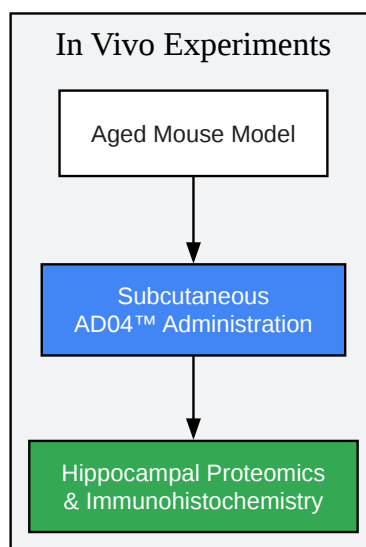 In Vivo Experiments
Aged Mouse Model
Subcutaneous
AD04™ Administration
Hippocampal Proteomics
& Immunohistochemistry